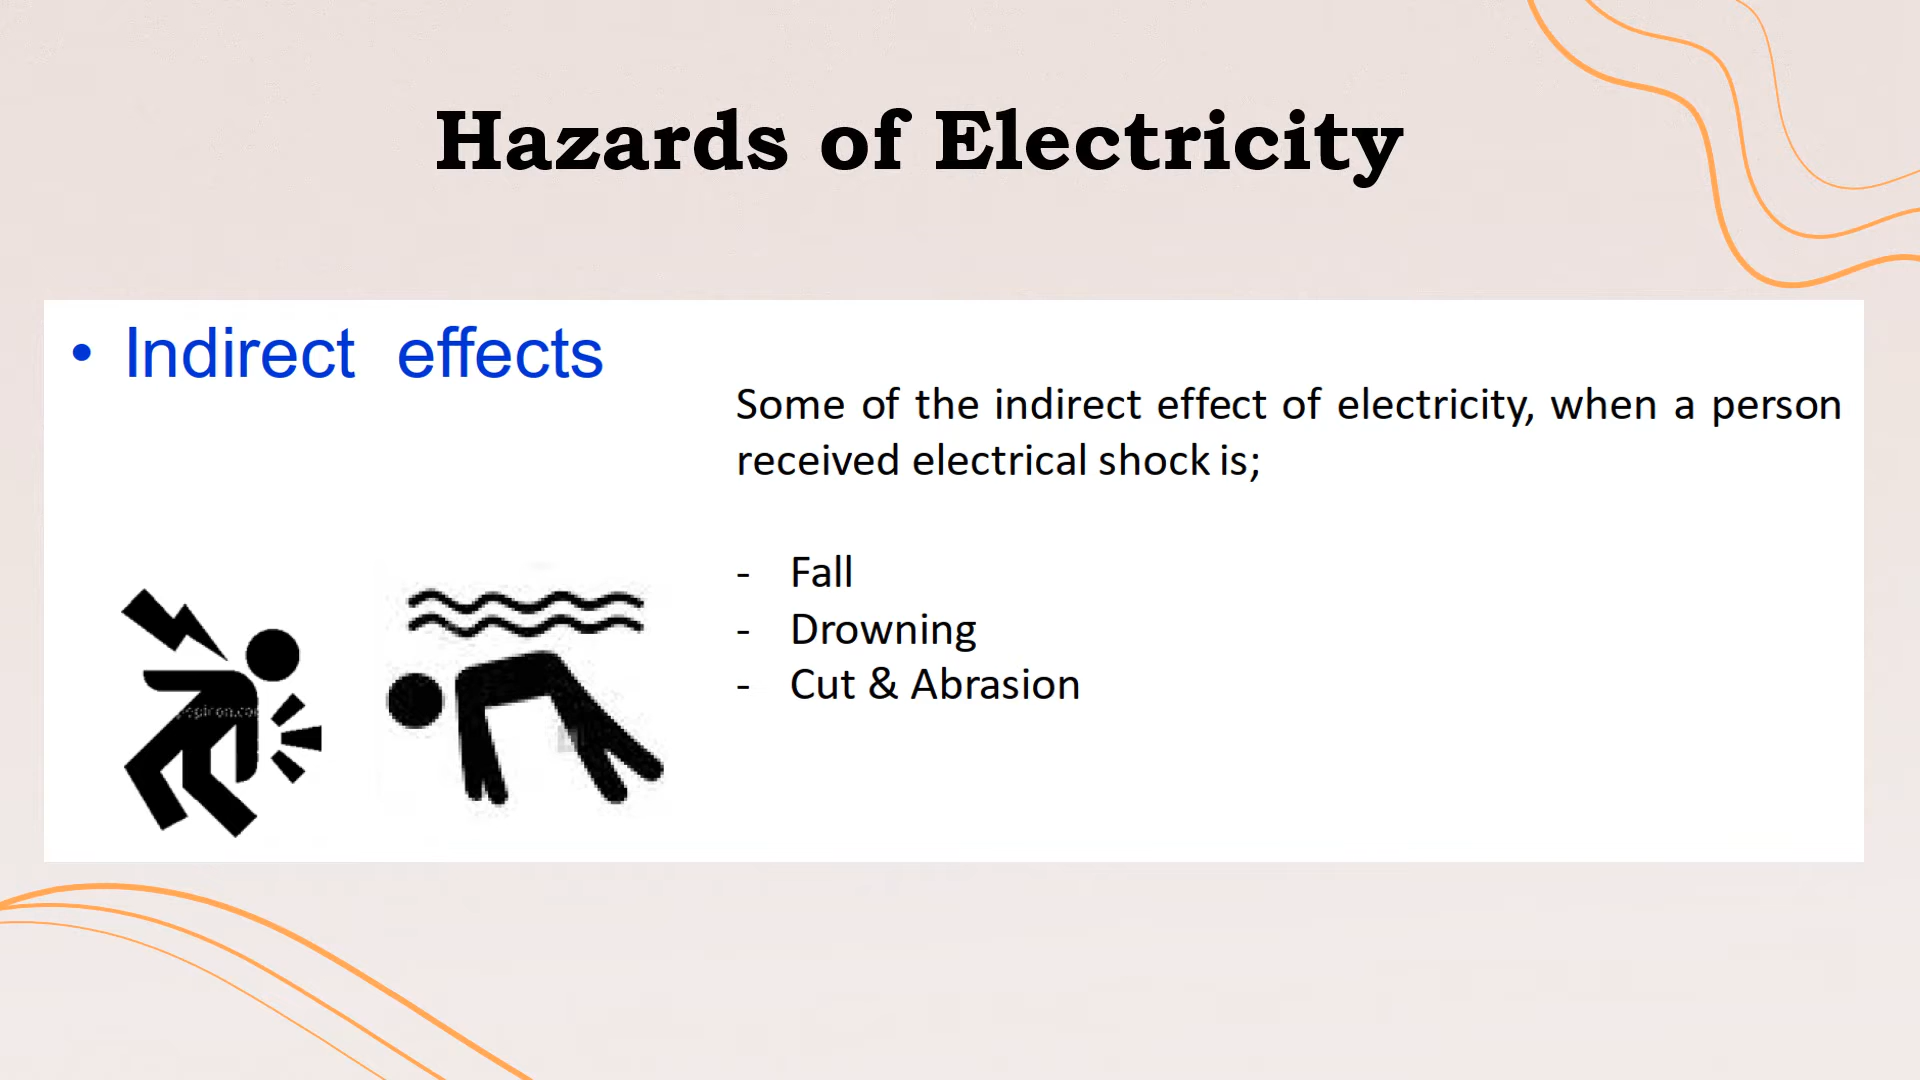 Hazards of Electricity
• Indirect effects
Some of the indirect effect of electricity, when a person
received electrical shock is;
- Fall
- Drowning
- Cut & Abrasion